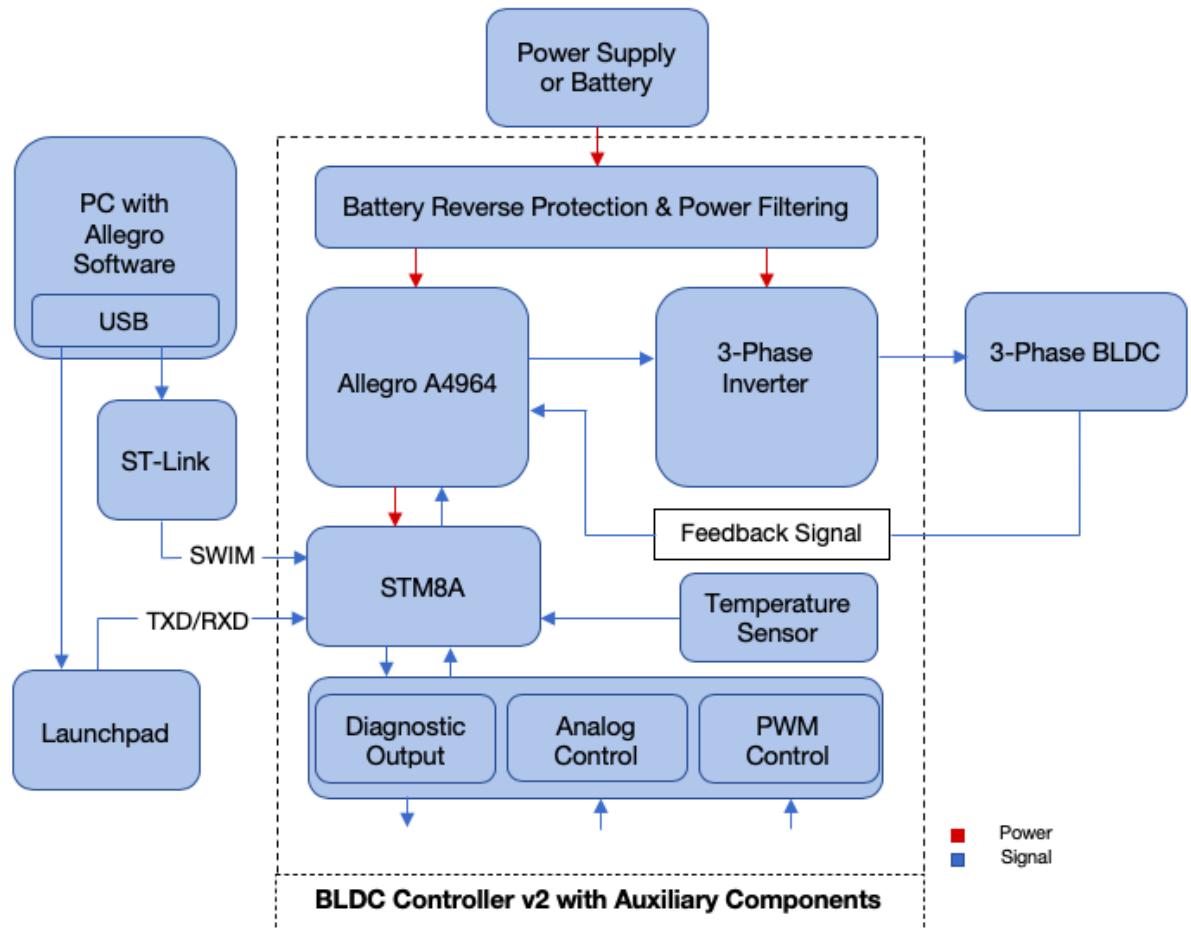 Power Supply
or Battery
PC with
Allegro
Software
USB
Battery Reverse Protection & Power Filtering
Allegro A4964
3-Phase
Inverter
3-Phase BLDC
ST-Link
SWIM
Feedback Signal
STM8A
Temperature
Sensor
TXD/RXD
Launchpad
Diagnostic
Output
Analog
Control
PWM
Control
Power
Signal
BLDC Controller v2 with Auxiliary Components